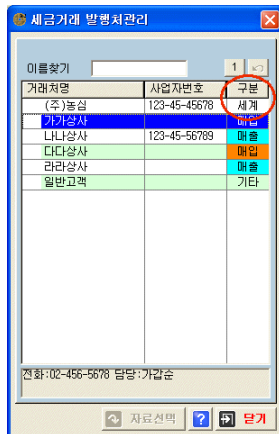 세금거래 발행처관리
이름찾기 1
거래처명 사업자번호 구분
(주)농심 123-45-45678 세계
가가상사 매입
나나상사 123-45-56789 매출
다다상사 매입
라라상사 매출
일반고객 기타
전화:02-456-5678 담당:가갑순
자료선택 ? 닫기